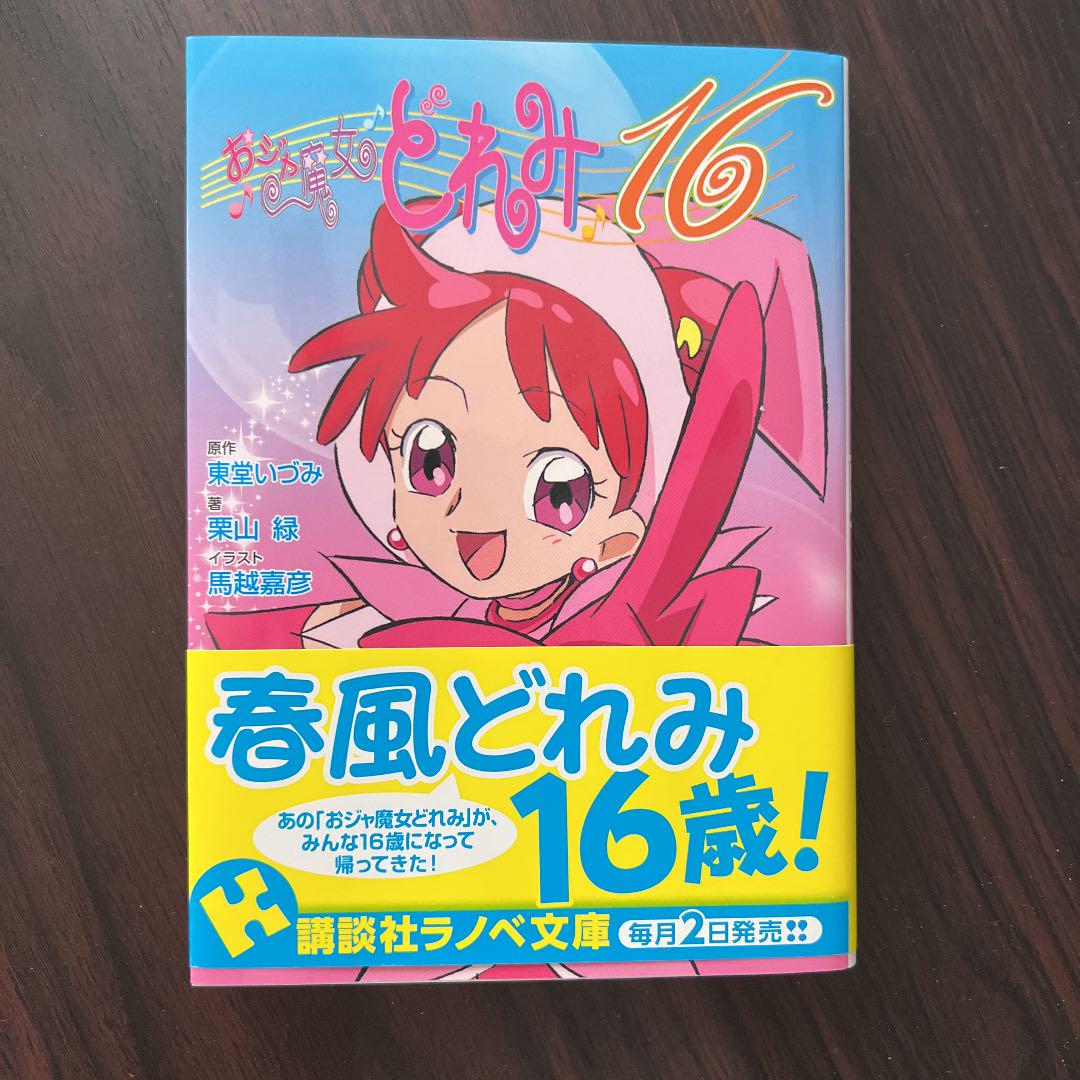 おジャ魔女どれみ16
原作
東堂いづみ
著
栗山 緑
イラスト
馬越嘉彦
春風どれみ
16歳!
あの「おジャ魔女どれみ」が、
みんな16歳になって
帰ってきた!
講談社ラノベ文庫 毎月2日発売!!